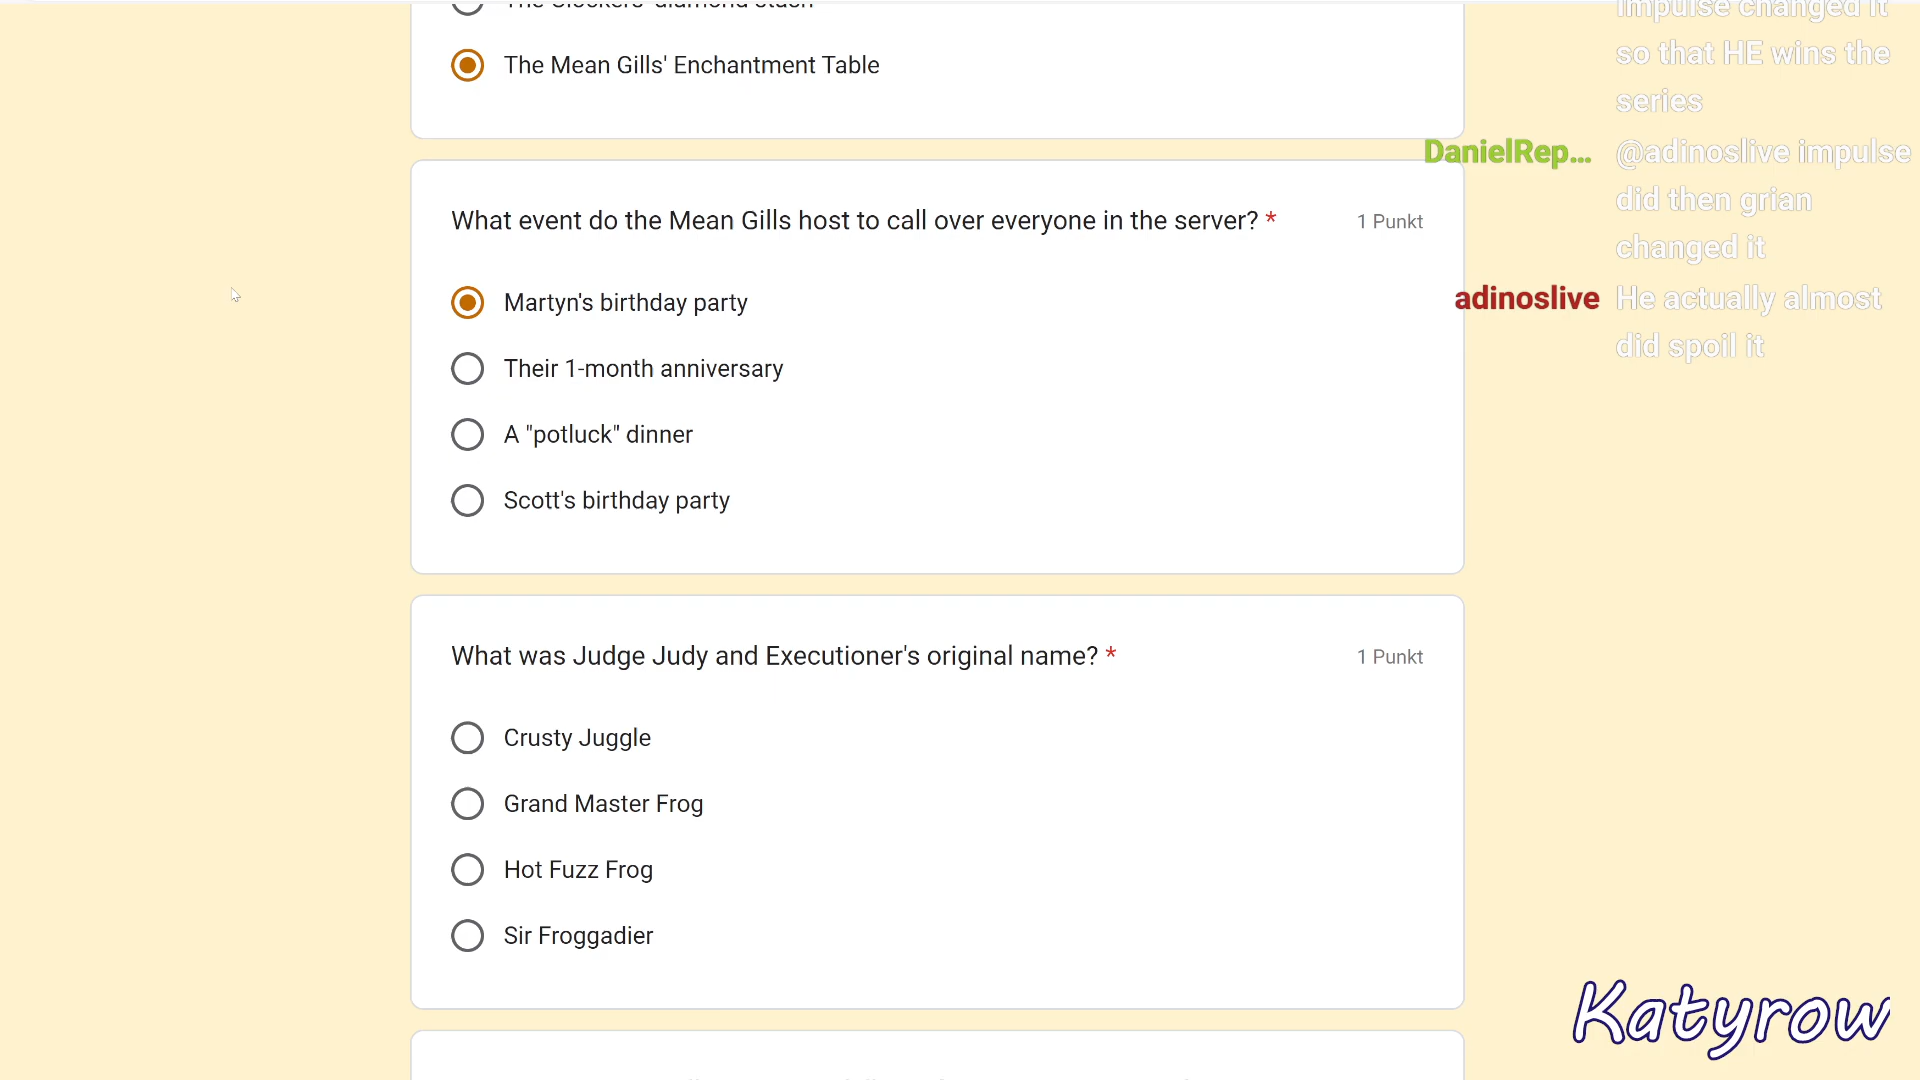 The Clockers' diamond stash
The Mean Gills' Enchantment Table
What event do the Mean Gills host to call over everyone in the server? *
1 Punkt
Martyn's birthday party
Their 1-month anniversary
A "potluck" dinner
Scott's birthday party
What was Judge Judy and Executioner's original name? *
1 Punkt
Crusty Juggle
Grand Master Frog
Hot Fuzz Frog
Sir Froggadier
impulse changed it
so that HE wins the
series
DanielRep... @adinoslive impulse
did then grian
changed it
adinoslive He actually almost
did spoil it
Katyrow